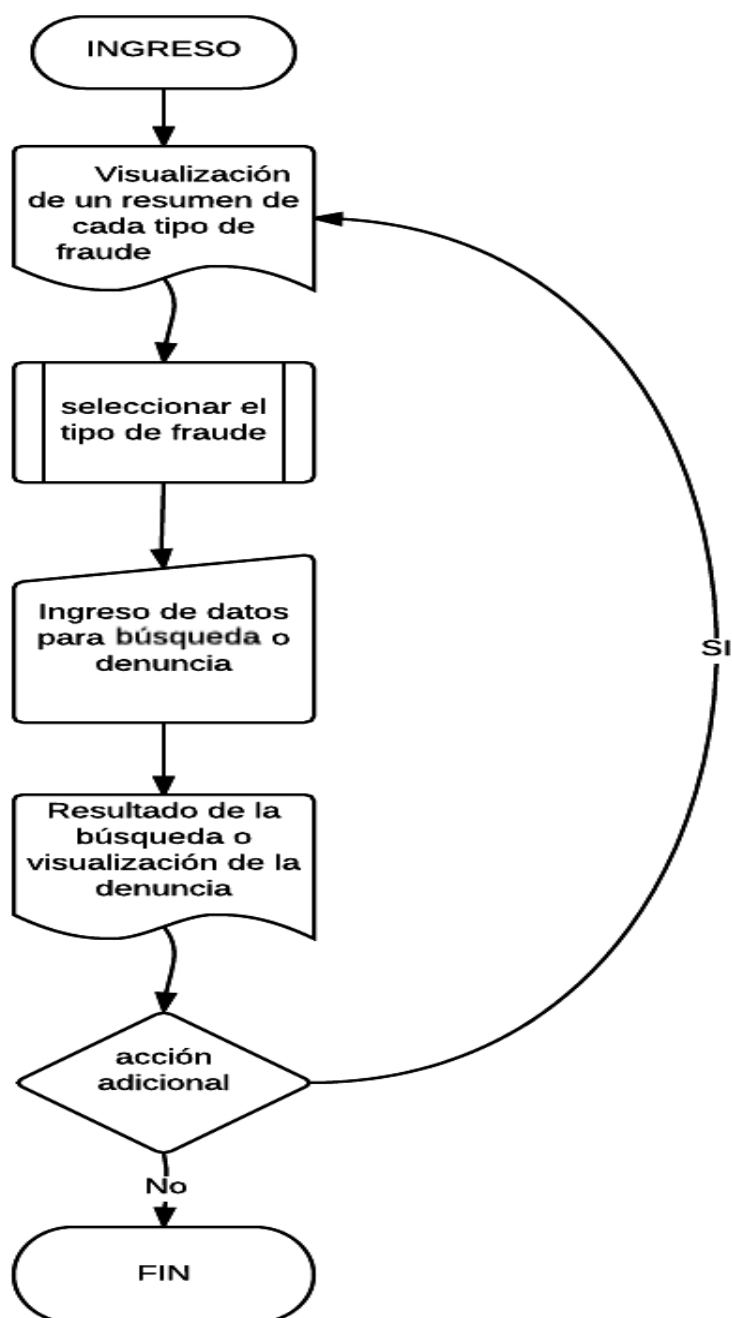 INGRESO
Visualización
de un resumen de
cada tipo de
fraude
seleccionar el
tipo de fraude
Ingreso de datos
para búsqueda o
denuncia
SI
Resultado de la
búsqueda o
visualización de la
denuncia
acción
adicional
No
FIN